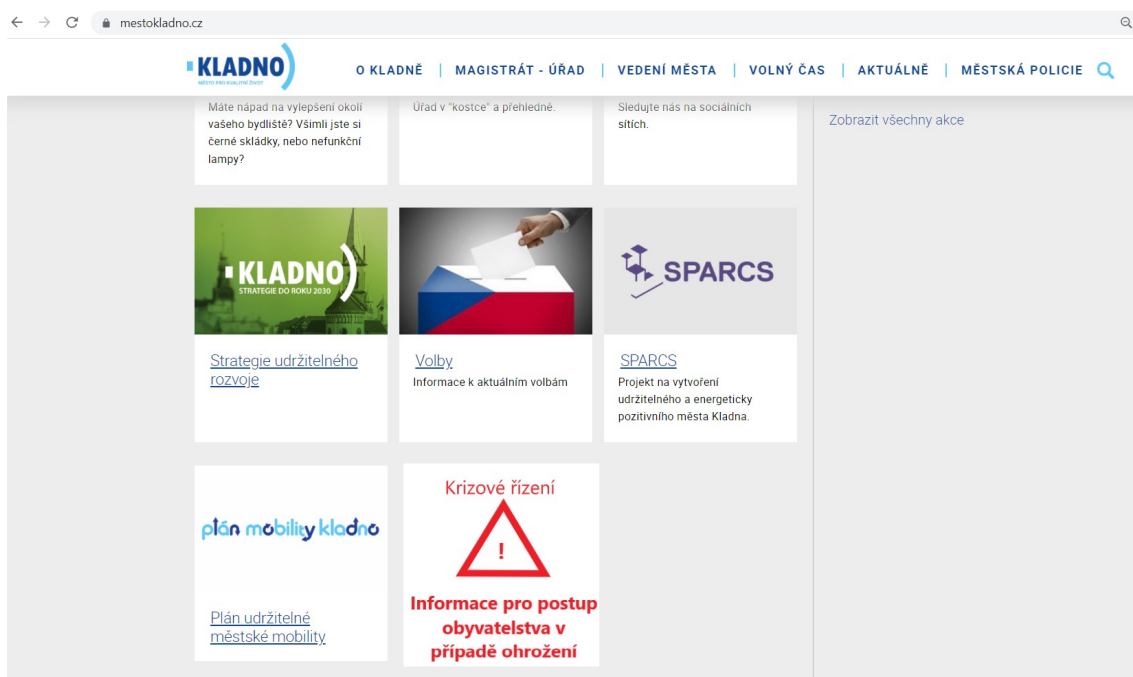 mestokladno.cz
KLADNO
MĚSTO PRO KVALITNÍ ŽIVOT
O KLADNĚ | MAGISTRÁT - ÚŘAD | VEDENÍ MĚSTA | VOLNÝ ČAS | AKTUÁLNĚ | MĚSTSKÁ POLICIE
Máte nápad na vylepšení okolí
vašeho bydliště? Všimli jste si
černé skládky, nebo nefunkční
lampy?
Úřad v "kostce" a přehledně.
Sledujte nás na sociálních
sítích.
Zobrazit všechny akce
KLADNO
STRATEGIE DO ROKU 2030
Strategie udržitelného
rozvoje
Volby
Informace k aktuálním volbám
SPARCS
SPARCS
Projekt na vytvoření
udržitelného a energeticky
pozitivního města Kladna.
plán mobility kladno
Plán udržitelné
městské mobility
Krizové řízení
!
Informace pro postup
obyvatelstva v
případě ohrožení